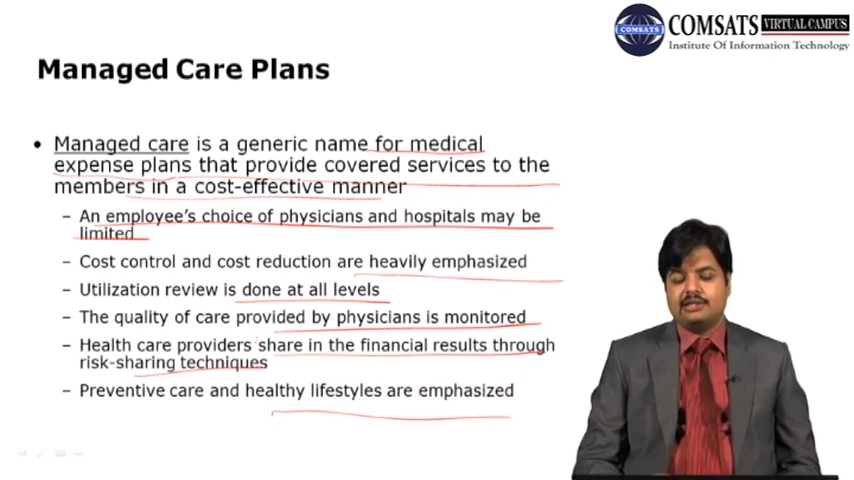 COMSATS VIRTUAL CAMPUS
COMSATS
Institute Of Information Technology
Managed Care Plans
• Managed care is a generic name for medical
expense plans that provide covered services to the
members in a cost-effective manner
– An employee's choice of physicians and hospitals may be
limited
– Cost control and cost reduction are heavily emphasized
– Utilization review is done at all levels
– The quality of care provided by physicians is monitored
– Health care providers share in the financial results through
risk-sharing techniques
– Preventive care and healthy lifestyles are emphasized